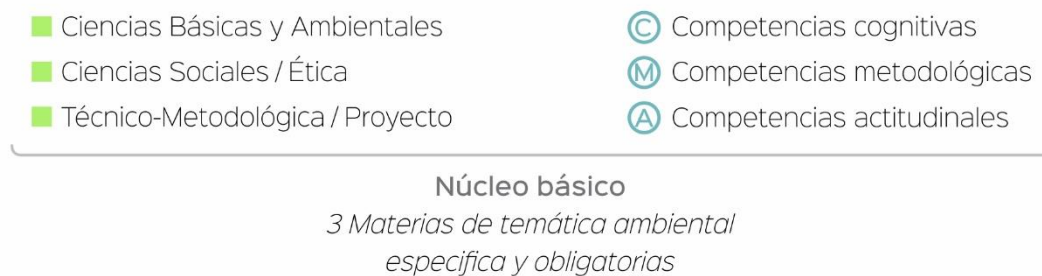 Ciencias Básicas y Ambientales
Ciencias Sociales / Ética
Técnico-Metodológica / Proyecto
C Competencias cognitivas
M Competencias metodológicas
A Competencias actitudinales
Núcleo básico
3 Materias de temática ambiental
especifica y obligatorias